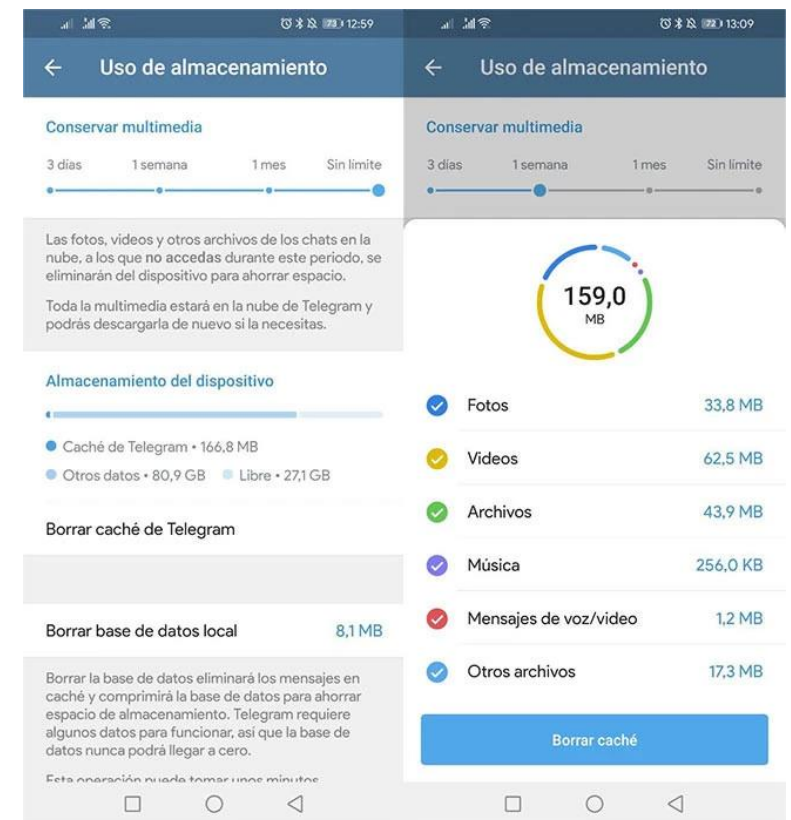 73 12:59
Uso de almacenamiento
Conservar multimedia
3 días 1 semana 1 mes Sin límite
Las fotos, videos y otros archivos de los chats en la
nube, a los que no accedas durante este periodo, se
eliminarán del dispositivo para ahorrar espacio.
Toda la multimedia estará en la nube de Telegram y
podrás descargarla de nuevo si la necesitas.
Almacenamiento del dispositivo
Caché de Telegram • 166,8 MB
Otros datos • 80,9 GB Libre • 27,1 GB
Borrar caché de Telegram
Borrar base de datos local 8,1 MB
Borrar la base de datos eliminará los mensajes en
caché y comprimirá la base de datos para ahorrar
espacio de almacenamiento. Telegram requiere
algunos datos para funcionar, así que la base de
datos nunca podrá llegar a cero.
Esta operación puede tomar unos minutos
72 13:09
Uso de almacenamiento
Conservar multimedia
3 días 1 semana 1 mes Sin límite
159,0
MB
Fotos 33,8 MB
Videos 62,5 MB
Archivos 43,9 MB
Música 256,0 KB
Mensajes de voz/video 1,2 MB
Otros archivos 17,3 MB
Borrar caché